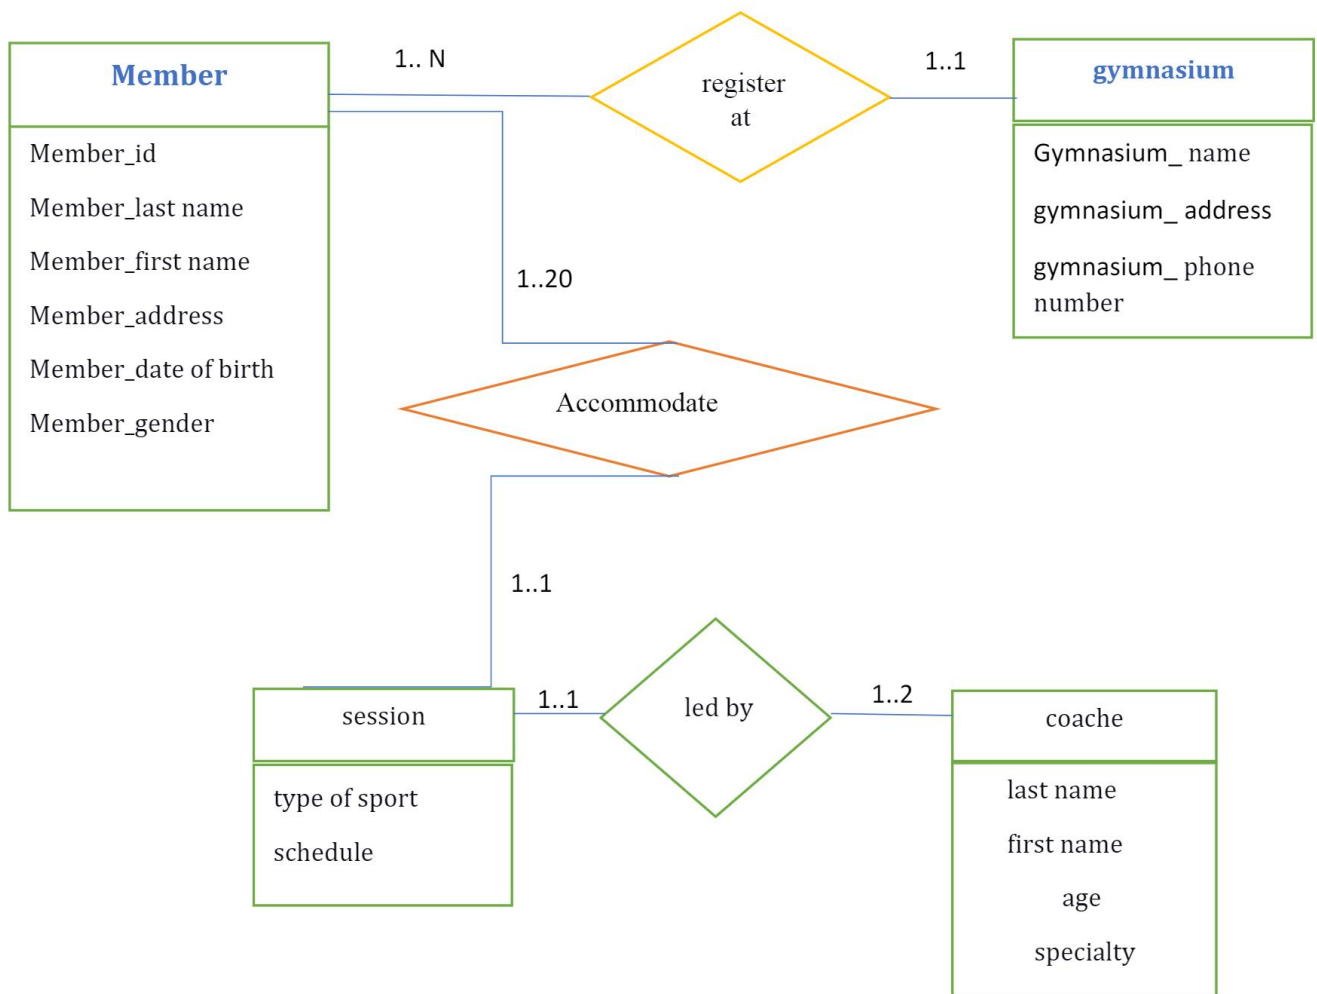 Member
Member_id
Member_last name
Member_first name
Member_address
Member_date of birth
Member_gender
1.. N
register
at
1..1
gymnasium
Gymnasium_ name
gymnasium_ address
gymnasium_ phone
number
1..20
Accommodate
1..1
session
type of sport
schedule
1..1
led by
1..2
coache
last name
first name
age
specialty